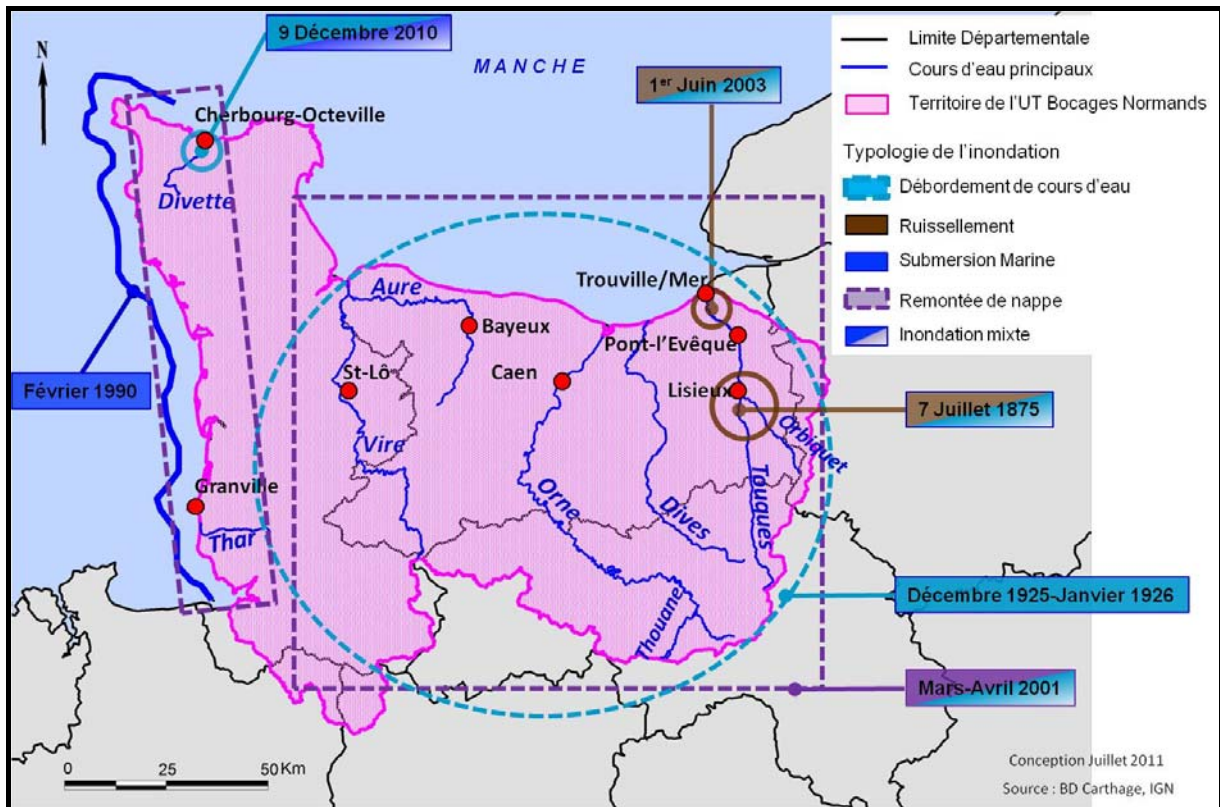 9 Décembre 2010
N
MANCHE
1er Juin 2003
Cherbourg-Octeville
Divette
Trouville/Mer
Aure
Bayeux
Pont-l'Evêque
St-Lô
Caen
Lisieux
Février 1990
7 Juillet 1875
Orbiquet
Vire
Touques
Granville
Orne
Dives
Thar
Décembre 1925-Janvier 1926
Thouane
Mars-Avril 2001
0 25 50 Km
Limite Départementale
Cours d'eau principaux
Territoire de l'UT Bocages Normands
Typologie de l'inondation
Débordement de cours d'eau
Ruissellement
Submersion Marine
Remontée de nappe
Inondation mixte
Conception Juillet 2011
Source : BD Carthage, IGN